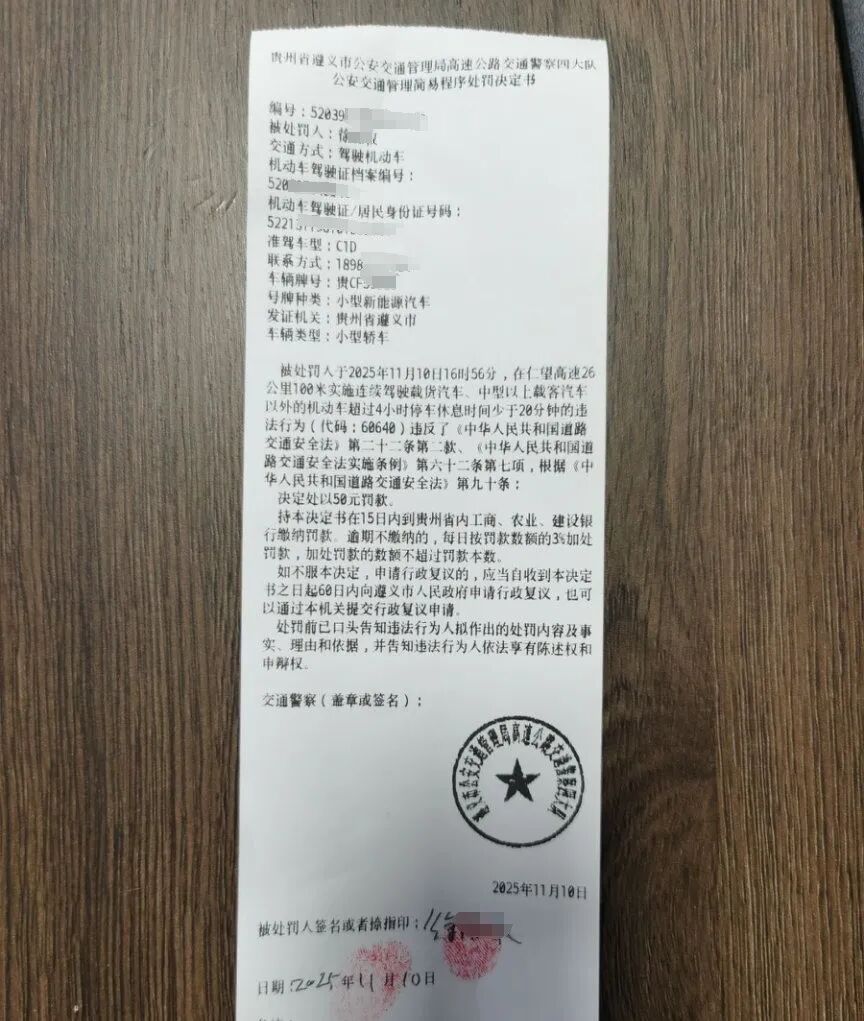 贵州省遵义市公安交通管理局高速公路交通警察四大队
公安交通管理简易程序处罚决定书
编号：52039
被处罚人：徐
交通方式：驾驶机动车
机动车驾驶证档案编号：
520
机动车驾驶证/居民身份证号码：
5221
准驾车型：C1D
联系方式：1898
车辆牌号：贵CF
号牌种类：小型新能源汽车
发证机关：贵州省遵义市
车辆类型：小型轿车
被处罚人于2025年11月10日16时56分，在仁望高速26
公里100米实施连续驾驶载货汽车、中型以上载客汽车
以外的机动车超过4小时停车休息时间少于20分钟的违
法行为（代码：60640）违反了《中华人民共和国道路
交通安全法》第二十二条第二款、《中华人民共和国道
路交通安全法实施条例》第六十二条第七项，根据《中
华人民共和国道路交通安全法》第九十条：
决定处以50元罚款。
持本决定书在15日内到贵州省内工商、农业、建设银
行缴纳罚款。逾期不缴纳的，每日按罚款数额的3%加处
罚款，加处罚款的数额不超过罚款本数。
如不服本决定，申请行政复议的，应当自收到本决定
书之日起60日内向遵义市人民政府申请行政复议，也可
以通过本机关提交行政复议申请。
处罚前已口头告知违法行为人拟作出的处罚内容及事
实、理由和依据，并告知违法行为人依法享有陈述权和
申辩权。
交通警察（盖章或签名）：
遵义市公安交通管理局高速公路交通警察四大队
2025年11月10日
被处罚人签名或者捺指印：徐
日期：2025年11月10日